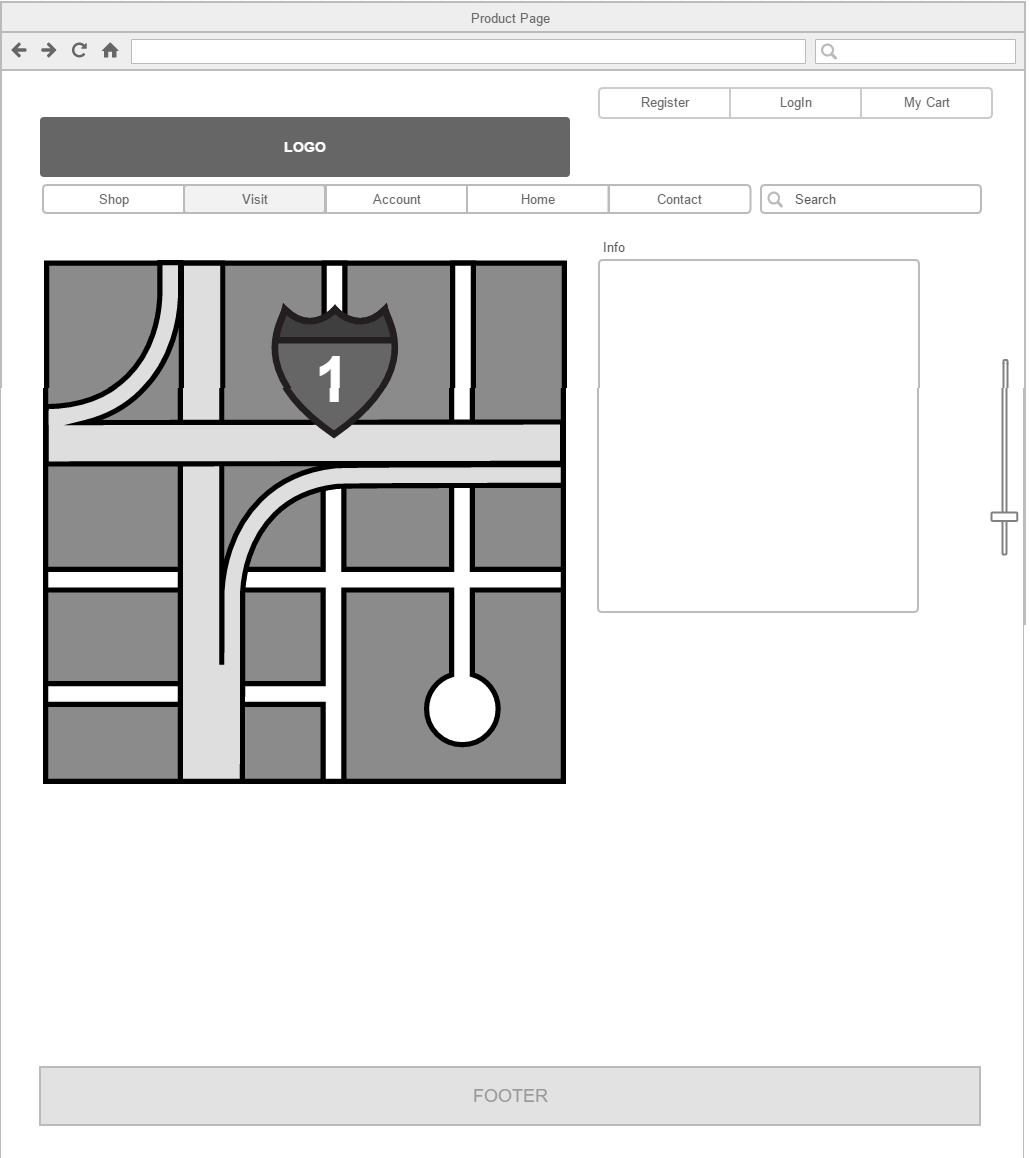 Product Page
Register LogIn My Cart
LOGO
Shop Visit Account Home Contact Search
Info
1
FOOTER